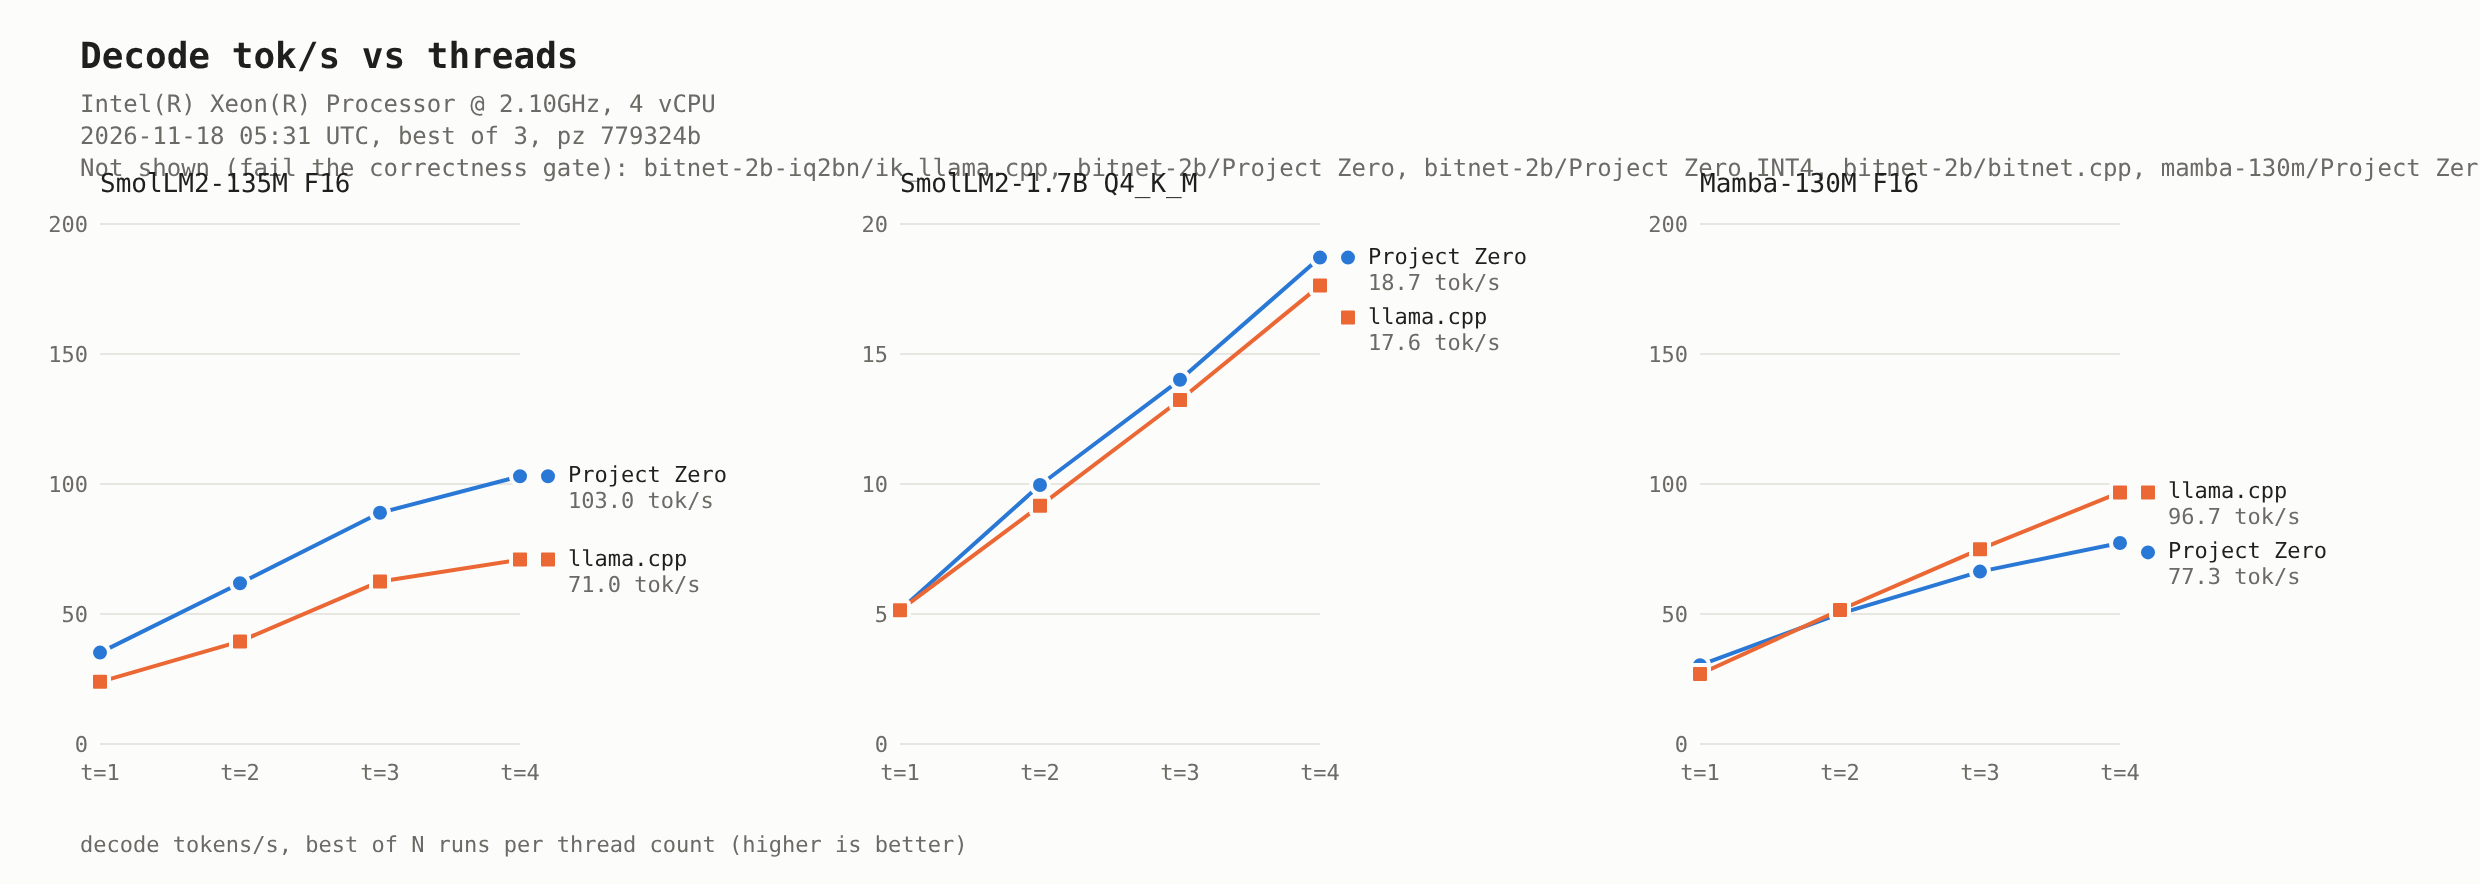 Decode tok/s vs threads
Intel(R) Xeon(R) Processor @ 2.10GHz, 4 vCPU
2026-11-18 05:31 UTC, best of 3, pz 779324b
Not shown (fail the correctness gate): bitnet-2b-iq2bn/ik_llama.cpp, bitnet-2b/Project Zero, bitnet-2b/Project Zero INT4, bitnet-2b/bitnet.cpp, mamba-130m/Project Zer
SmolLM2-135M F16
200
150
100
50
0
t=1 t=2 t=3 t=4
Project Zero
103.0 tok/s
llama.cpp
71.0 tok/s
SmolLM2-1.7B Q4_K_M
20
15
10
5
0
t=1 t=2 t=3 t=4
Project Zero
18.7 tok/s
llama.cpp
17.6 tok/s
Mamba-130M F16
200
150
100
50
0
t=1 t=2 t=3 t=4
llama.cpp
96.7 tok/s
Project Zero
77.3 tok/s
decode tokens/s, best of N runs per thread count (higher is better)